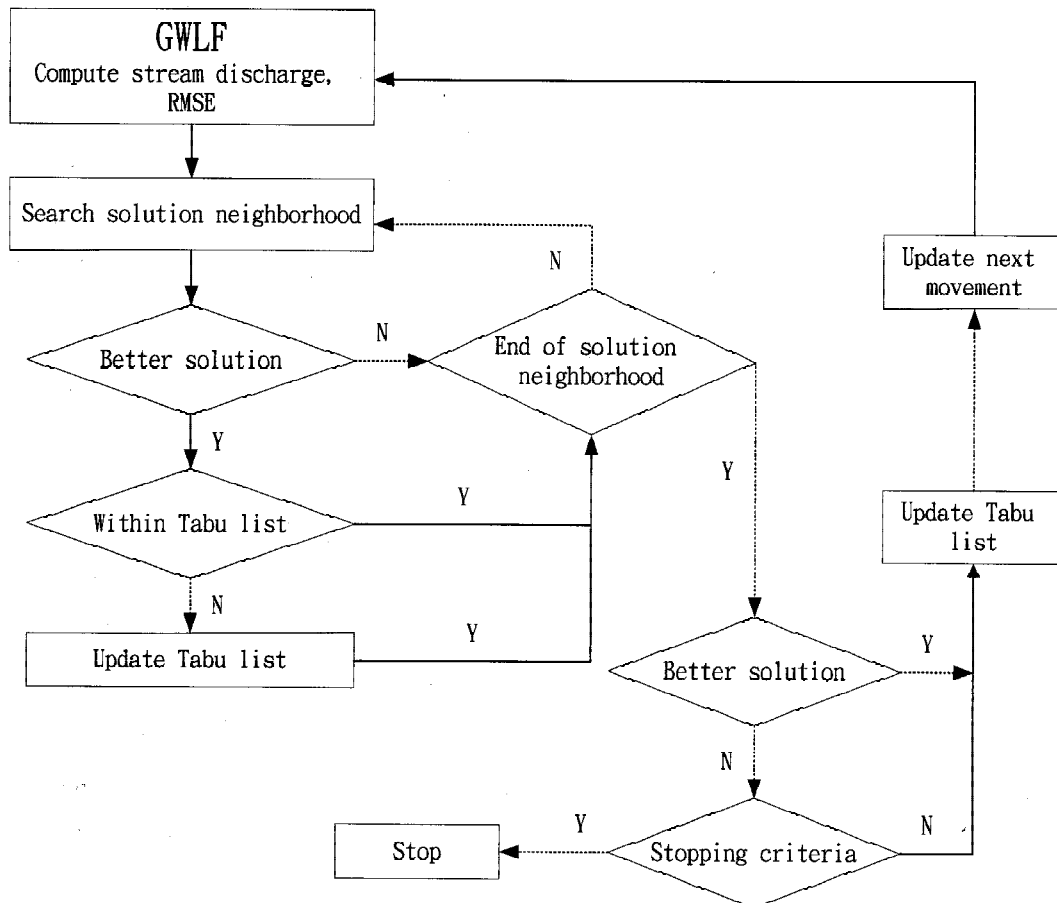 GWLF
Compute stream discharge,
RMSE
Search solution neighborhood
N
Update next
movement
Better solution
N
End of solution
neighborhood
Y
Y
Within Tabu list
Y
Update Tabu
list
N
Update Tabu list
Y
Better solution
Y
N
Stop
Y
Stopping criteria
N